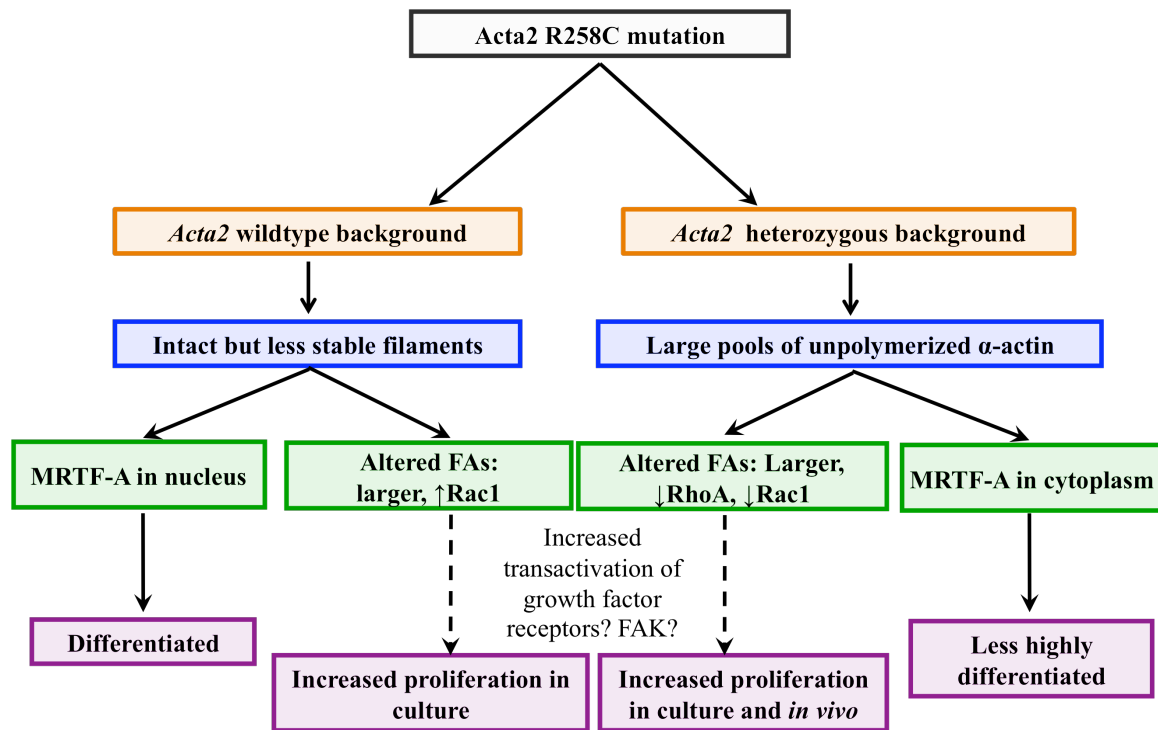 Acta2 R258C mutation
Acta2 wildtype background
Acta2 heterozygous background
Intact but less stable filaments
Large pools of unpolymerized α-actin
MRTF-A in nucleus
Altered FAs:
larger, ↑Rac1
Altered FAs: Larger,
↓RhoA, ↓Rac1
MRTF-A in cytoplasm
Increased
transactivation of
growth factor
receptors? FAK?
Differentiated
Increased proliferation in
culture
Increased proliferation
in culture and in vivo
Less highly
differentiated